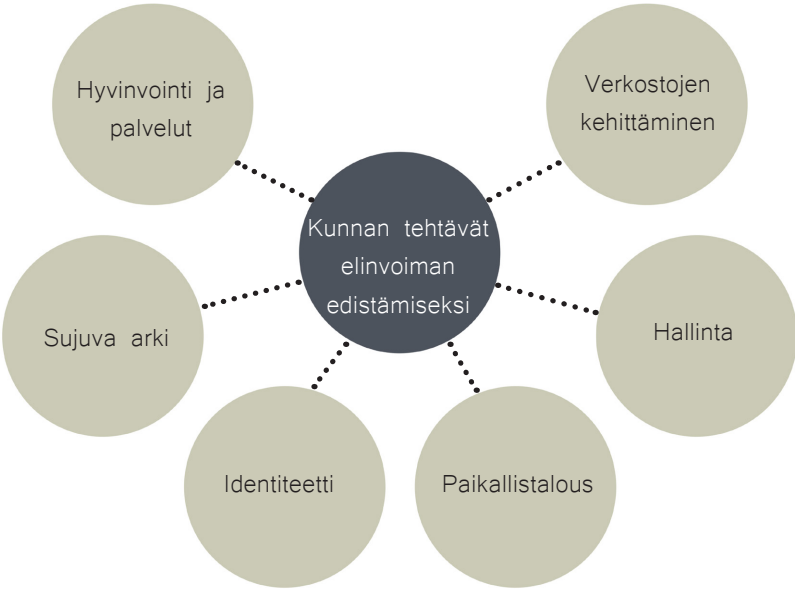 Hyvinvointi ja
palvelut
Verkostojen
kehittäminen
Kunnan tehtävät
elinvoiman
edistämiseksi
Sujuva arki
Hallinta
Identiteetti
Paikallistalous